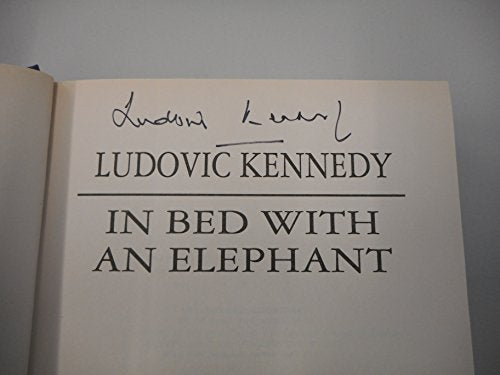 Ludovic Kennedy
LUDOVIC KENNEDY
IN BED WITH
AN ELEPHANT